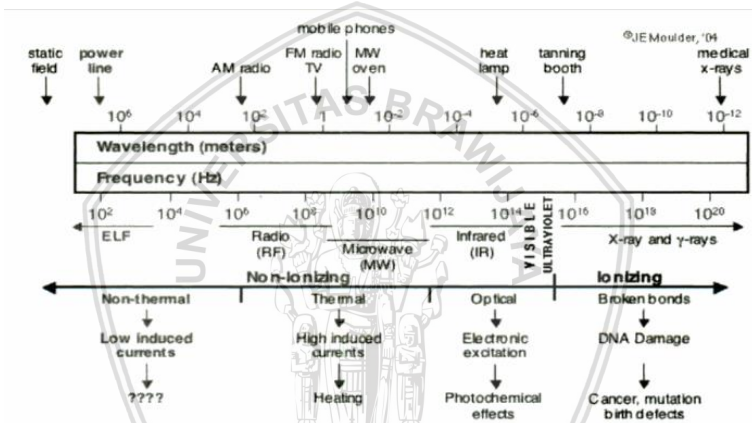 mobile phones
©JEMoulder, '04
static field
power line
AM radio
FM radio TV
MW oven
heat lamp
tanning booth
medical x-rays
10⁶ 10² 1 10⁻² 10⁻⁴ 10⁻⁶ 10⁻⁸ 10⁻¹⁰ 10⁻¹²
Wavelength (meters)
Frequency (Hz)
10² 10⁴ 10⁶ 10⁸ 10¹⁰ 10¹² 10¹⁴ 10¹⁶ 10¹⁸ 10²⁰
ELF
Radio (RF)
Microwave (MW)
Infrared (IR)
VISIBLE
ULTRAVIOLET
X-ray and γ-rays
Non-Ionizing
Ionizing
Non-thermal
Thermal
Optical
Broken bonds
Low induced currents
High induced currents
Electronic excitation
DNA Damage
????
Heating
Photochemical effects
Cancer, mutation birth defects
UNIVERSITAS BRAWIJAYA